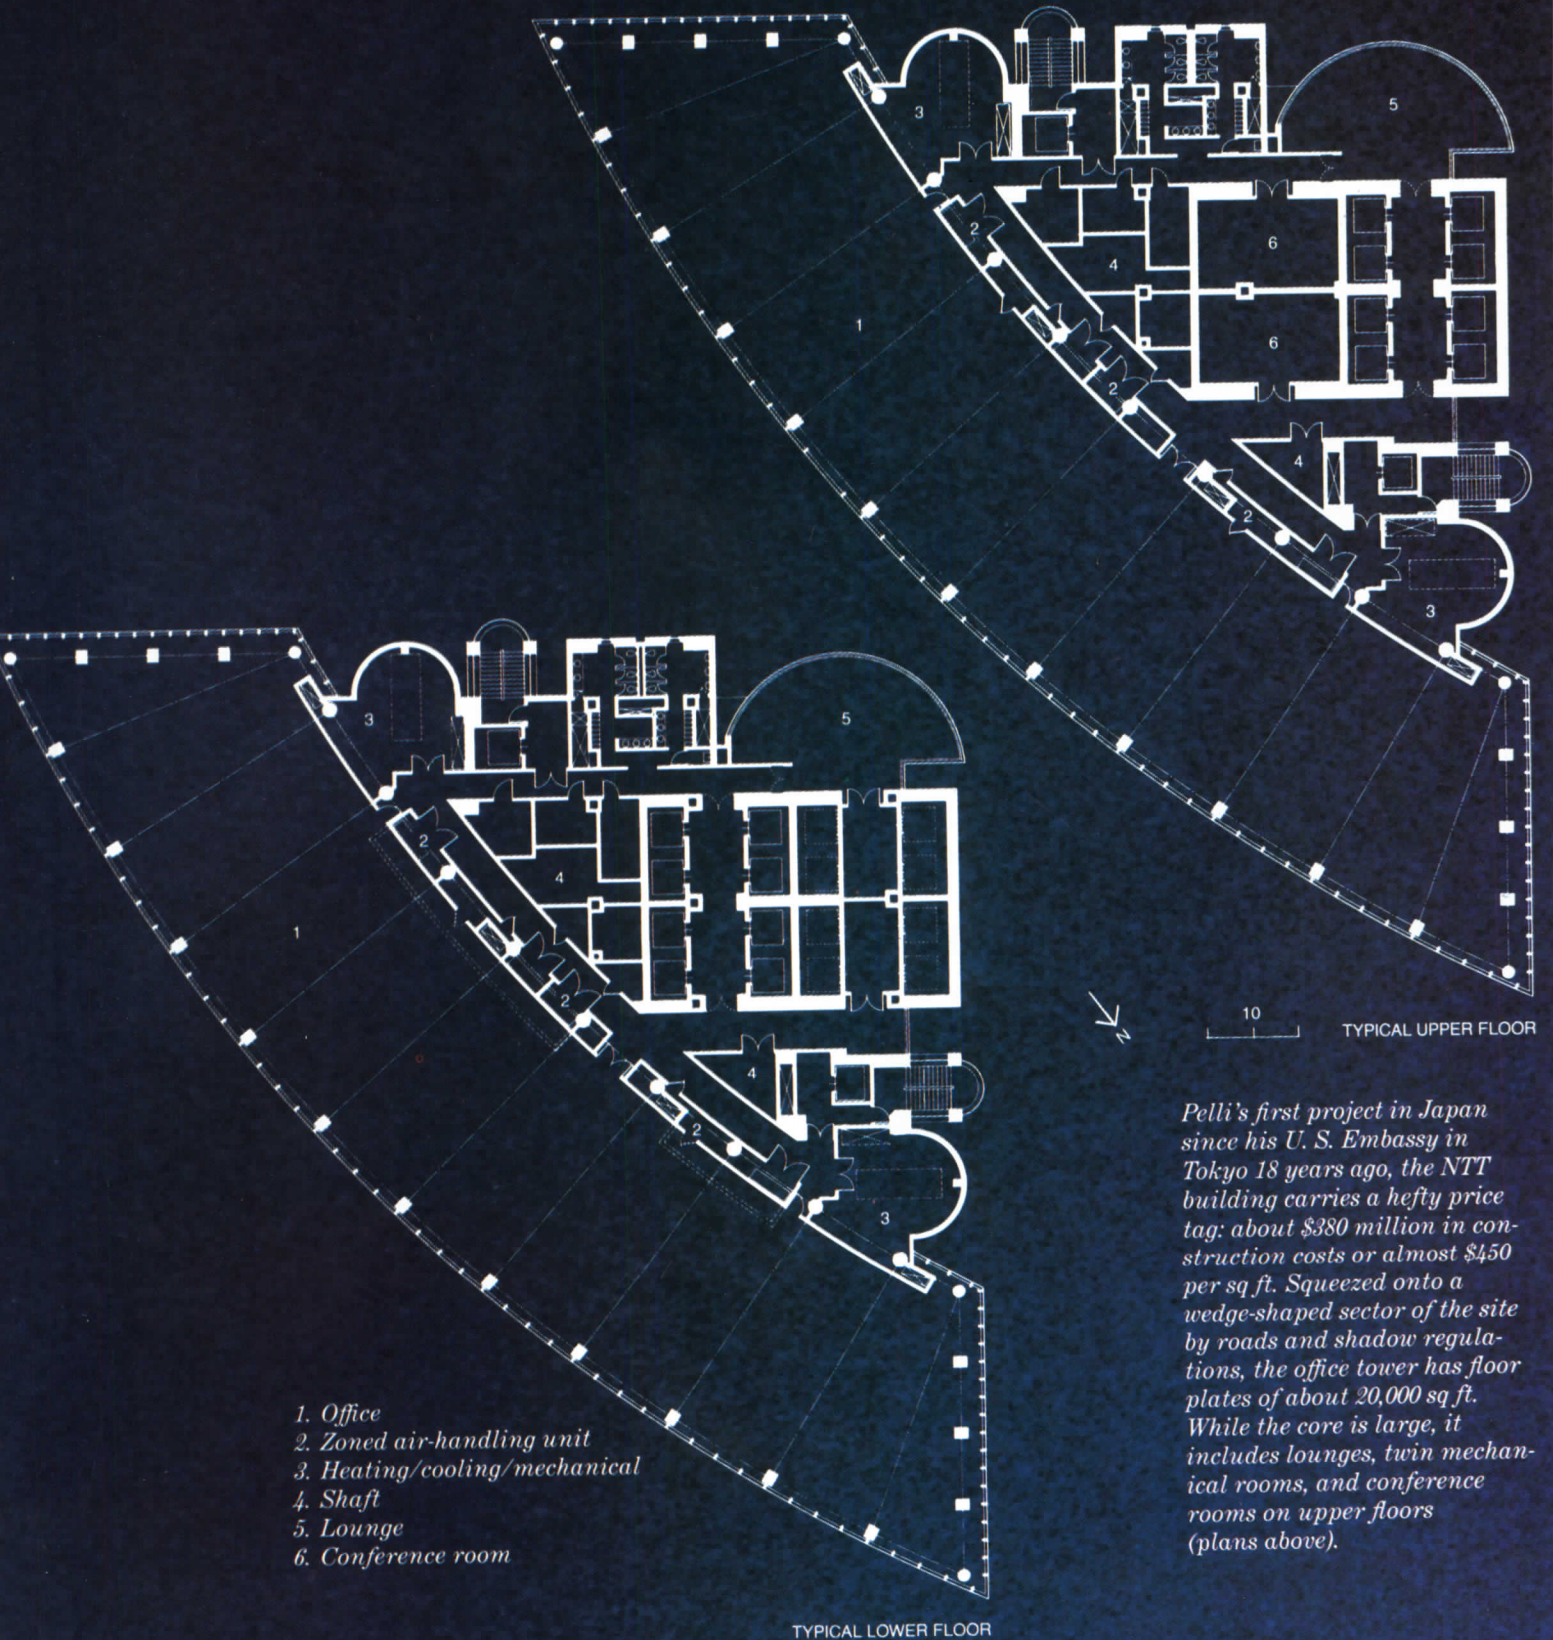 3
5
2
4
6
1
6
2
4
2
3
10
N
TYPICAL UPPER FLOOR
3
5
2
4
1
2
4
2
3
TYPICAL LOWER FLOOR
1. Office
2. Zoned air-handling unit
3. Heating/cooling/mechanical
4. Shaft
5. Lounge
6. Conference room
Pelli's first project in Japan
since his U. S. Embassy in
Tokyo 18 years ago, the NTT
building carries a hefty price
tag: about $380 million in con-
struction costs or almost $450
per sq ft. Squeezed onto a
wedge-shaped sector of the site
by roads and shadow regula-
tions, the office tower has floor
plates of about 20,000 sq ft.
While the core is large, it
includes lounges, twin mechan-
ical rooms, and conference
rooms on upper floors
(plans above).